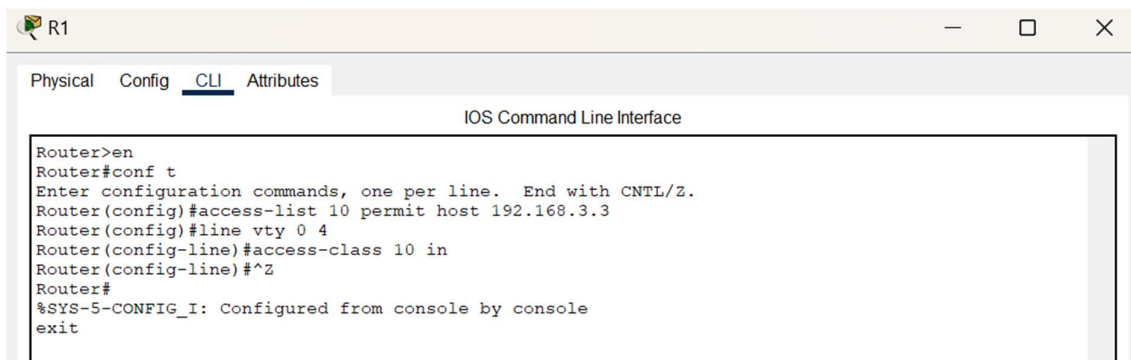 R1
Physical Config CLI Attributes
IOS Command Line Interface
Router>en
Router#conf t
Enter configuration commands, one per line.  End with CNTL/Z.
Router(config)#access-list 10 permit host 192.168.3.3
Router(config)#line vty 0 4
Router(config-line)#access-class 10 in
Router(config-line)#^Z
Router#
%SYS-5-CONFIG_I: Configured from console by console
exit